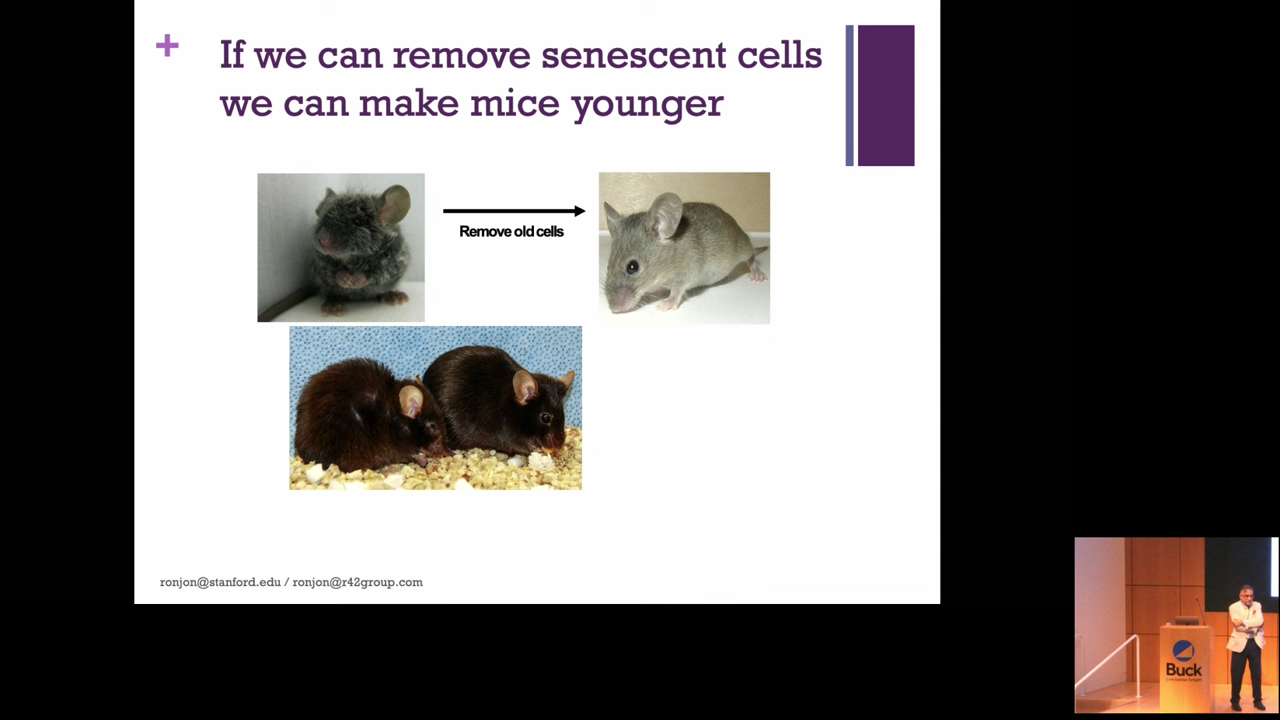 +
If we can remove senescent cells
we can make mice younger
Remove old cells
ronjon@stanford.edu / ronjon@r42group.com
Buck